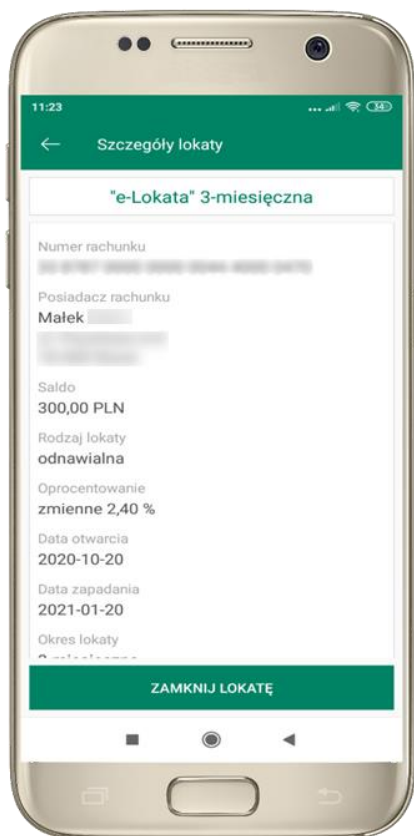 11:23
34
Szczegóły lokaty
"e-Lokata" 3-miesięczna
Numer rachunku
Posiadacz rachunku
Małek
Saldo
300,00 PLN
Rodzaj lokaty
odnawialna
Oprocentowanie
zmienne 2,40 %
Data otwarcia
2020-10-20
Data zapadania
2021-01-20
Okres lokaty
ZAMKNIJ LOKATĘ